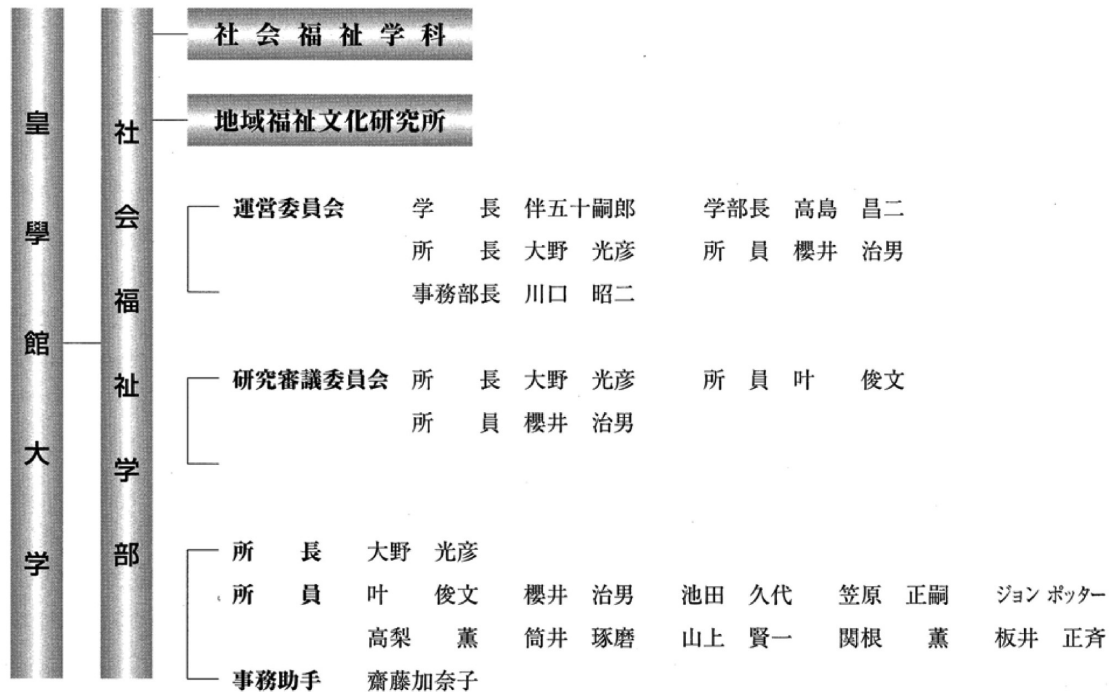 皇學館大学
社会福祉学部
社会福祉学科
地域福祉文化研究所
運営委員会 学長 伴五十嗣郎 学部長 高島 昌二
所長 大野 光彦 所員 櫻井 治男
事務部長 川口 昭二
研究審議委員会 所長 大野 光彦 所員 叶 俊文
所員 櫻井 治男
所長 大野 光彦
所員 叶 俊文 櫻井 治男 池田 久代 笠原 正嗣 ジョン ポッター
高梨 薫 筒井 琢磨 山上 賢一 関根 薫 板井 正斉
事務助手 齋藤加奈子